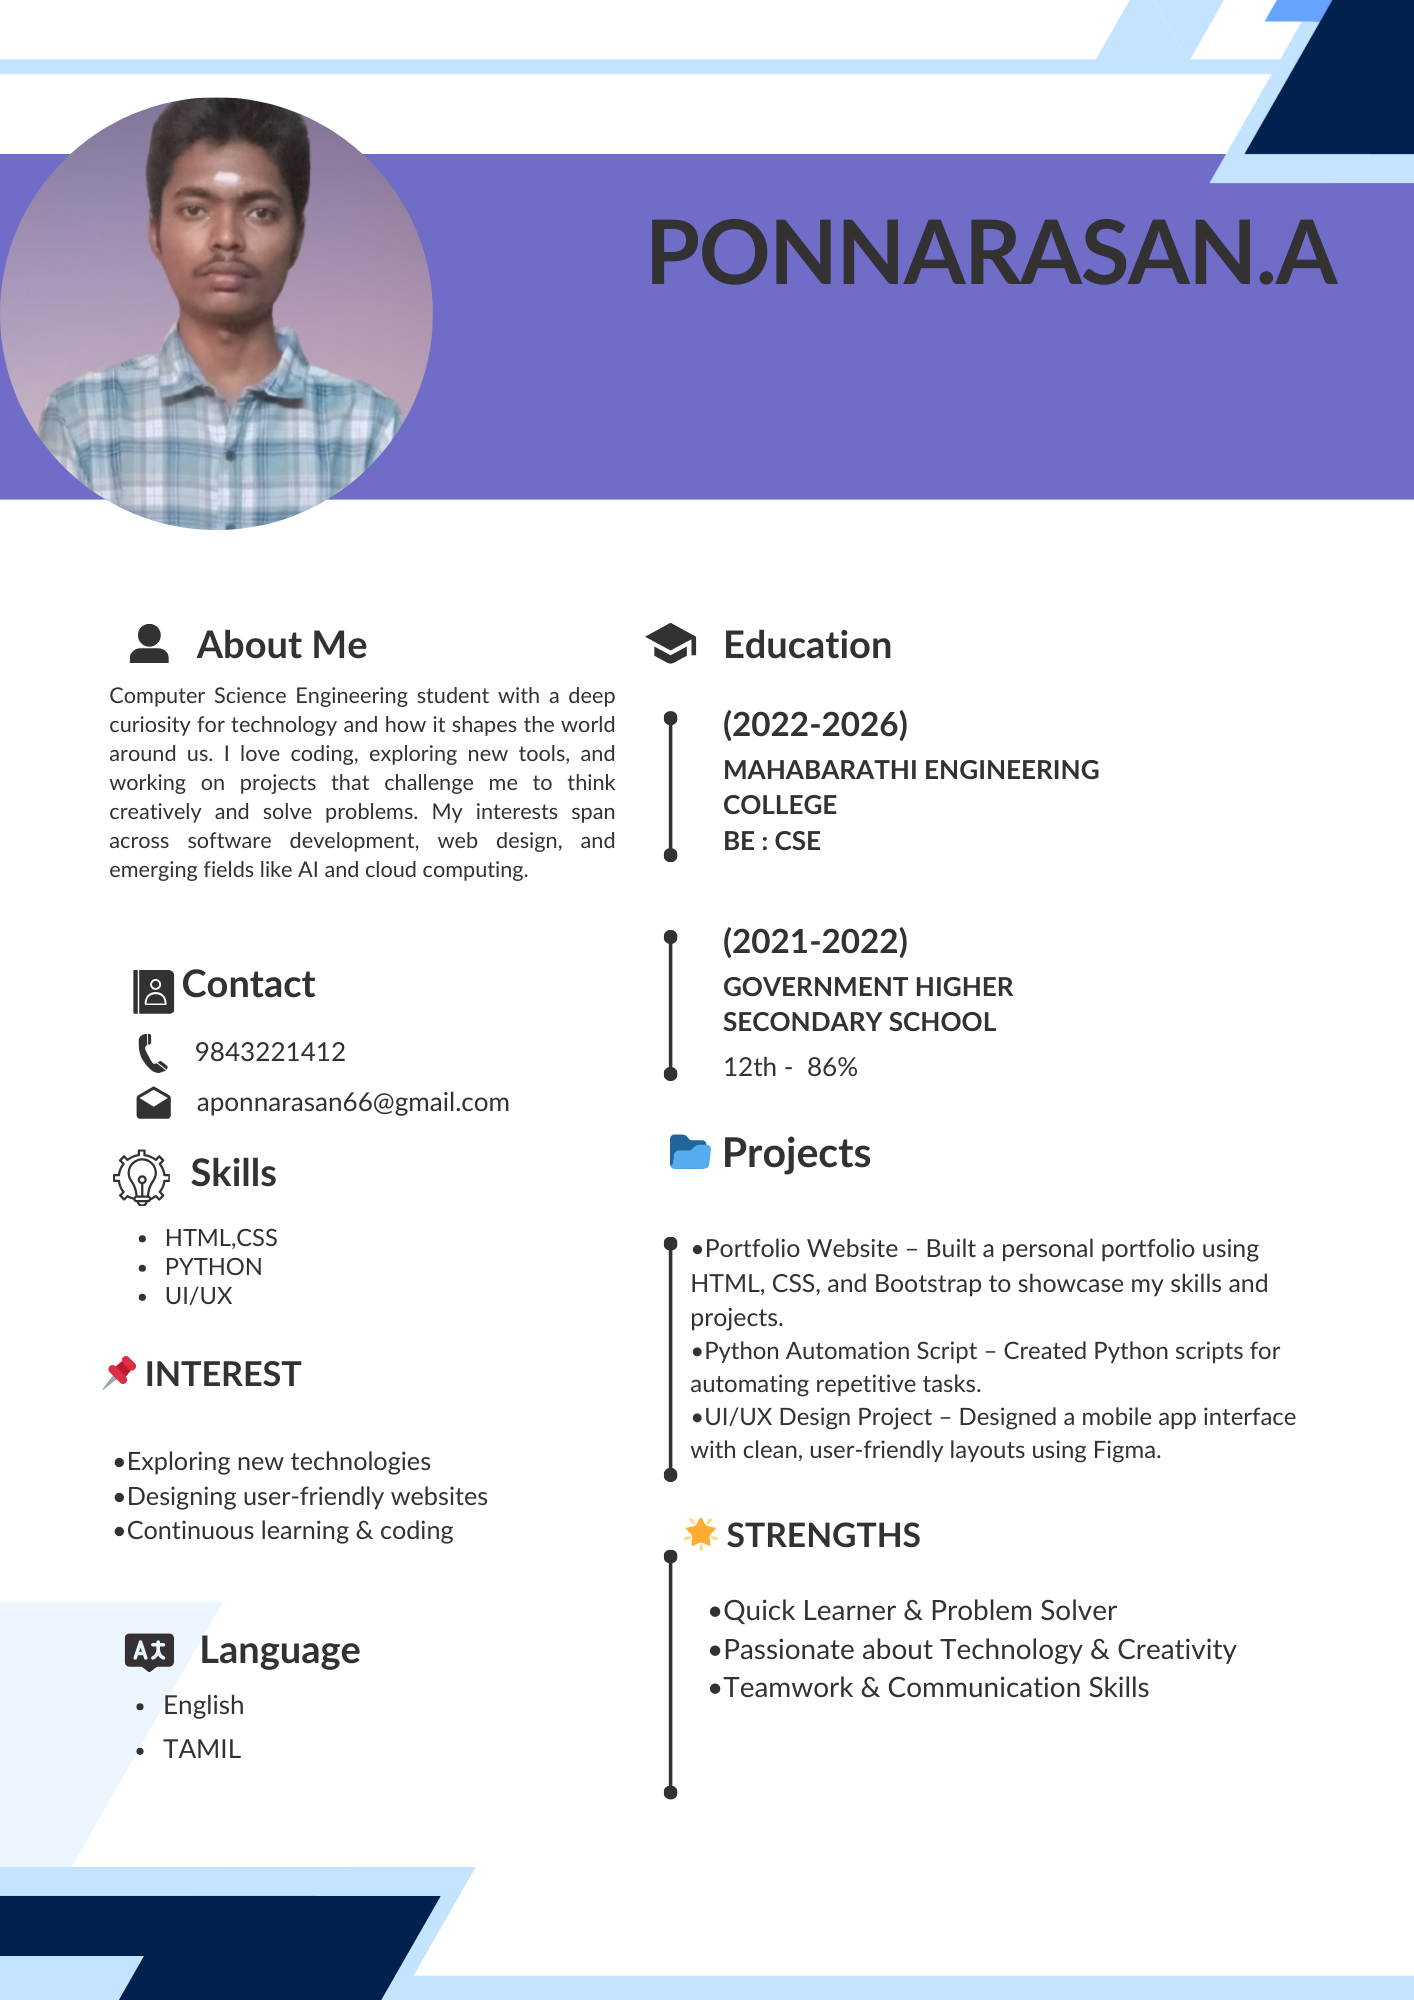 PONNARASAN.A
About Me
Computer Science Engineering student with a deep
curiosity for technology and how it shapes the world
around us. I love coding, exploring new tools, and
working on projects that challenge me to think
creatively and solve problems. My interests span
across software development, web design, and
emerging fields like AI and cloud computing.
Contact
9843221412
aponnarasan66@gmail.com
Skills
• HTML,CSS
• PYTHON
• UI/UX
INTEREST
•Exploring new technologies
•Designing user-friendly websites
•Continuous learning & coding
Language
• English
• TAMIL
Education
(2022-2026)
MAHABARATHI ENGINEERING
COLLEGE
BE : CSE
(2021-2022)
GOVERNMENT HIGHER
SECONDARY SCHOOL
12th - 86%
Projects
•Portfolio Website – Built a personal portfolio using
HTML, CSS, and Bootstrap to showcase my skills and
projects.
•Python Automation Script – Created Python scripts for
automating repetitive tasks.
•UI/UX Design Project – Designed a mobile app interface
with clean, user-friendly layouts using Figma.
STRENGTHS
•Quick Learner & Problem Solver
•Passionate about Technology & Creativity
•Teamwork & Communication Skills